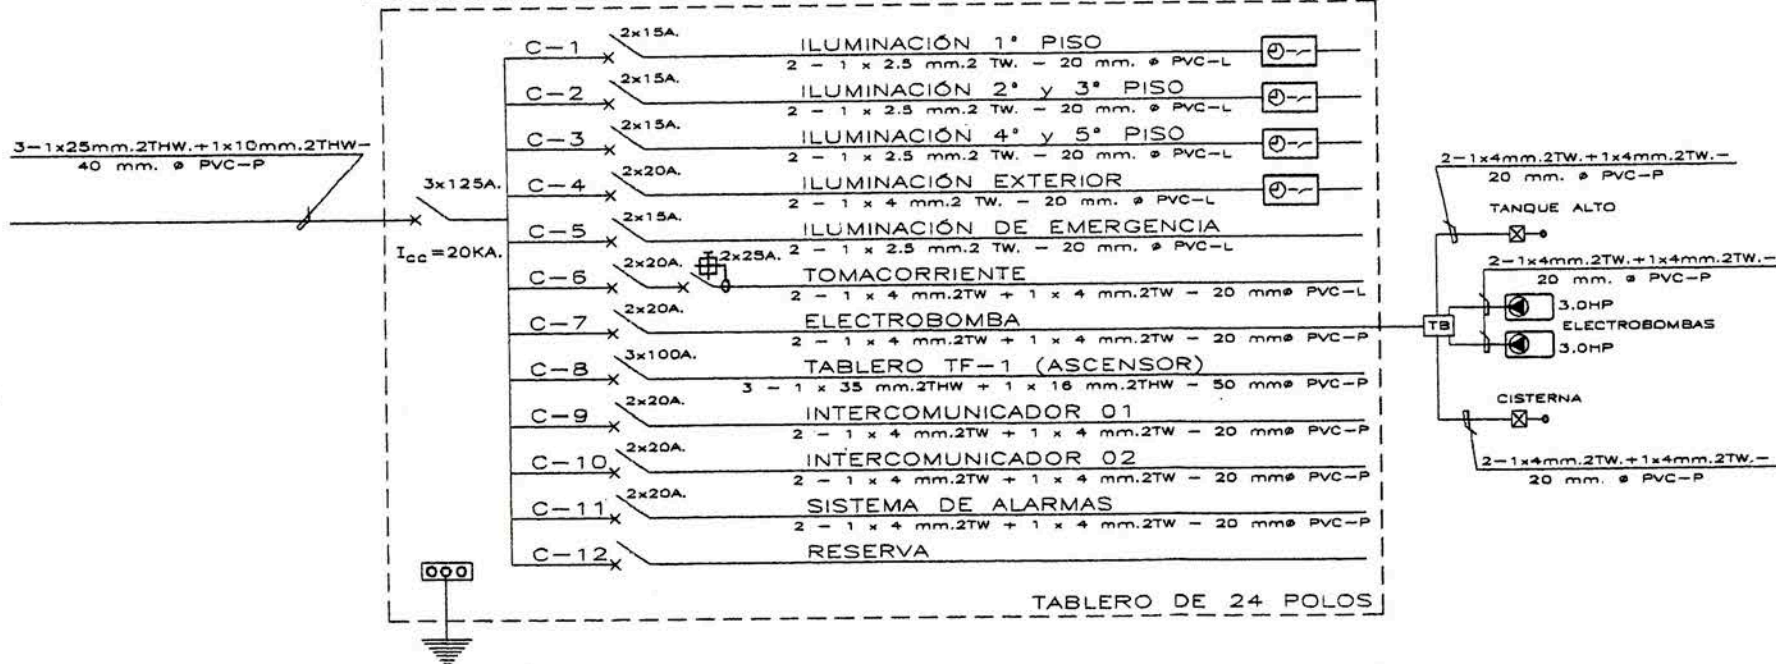 3-1x25mm.2THW.+1x10mm.2THW-
40 mm. ø PVC-P
3x125A.
Icc=20KA.
C-1 2x15A. ILUMINACIÓN 1° PISO
2 - 1 x 2.5 mm.2 TW. - 20 mm. ø PVC-L
C-2 2x15A. ILUMINACIÓN 2° y 3° PISO
2 - 1 x 2.5 mm.2 TW. - 20 mm. ø PVC-L
C-3 2x15A. ILUMINACIÓN 4° y 5° PISO
2 - 1 x 2.5 mm.2 TW. - 20 mm. ø PVC-L
C-4 2x20A. ILUMINACIÓN EXTERIOR
2 - 1 x 4 mm.2 TW. - 20 mm. ø PVC-L
C-5 2x15A. ILUMINACIÓN DE EMERGENCIA
2 - 1 x 2.5 mm.2 TW. - 20 mm. ø PVC-L
C-6 2x20A. 2x25A. TOMACORRIENTE
2 - 1 x 4 mm.2TW + 1 x 4 mm.2TW - 20 mmø PVC-L
C-7 2x20A. ELECTROBOMBA
2 - 1 x 4 mm.2TW + 1 x 4 mm.2TW - 20 mmø PVC-P
C-8 3x100A. TABLERO TF-1 (ASCENSOR)
3 - 1 x 35 mm.2THW + 1 x 16 mm.2THW - 50 mmø PVC-P
C-9 2x20A. INTERCOMUNICADOR 01
2 - 1 x 4 mm.2TW + 1 x 4 mm.2TW - 20 mmø PVC-P
C-10 2x20A. INTERCOMUNICADOR 02
2 - 1 x 4 mm.2TW + 1 x 4 mm.2TW - 20 mmø PVC-P
C-11 2x20A. SISTEMA DE ALARMAS
2 - 1 x 4 mm.2TW + 1 x 4 mm.2TW - 20 mmø PVC-P
C-12 RESERVA
TABLERO DE 24 POLOS
2-1x4mm.2TW.+1x4mm.2TW.-
20 mm. ø PVC-P
TANQUE ALTO
2-1x4mm.2TW.+1x4mm.2TW.-
20 mm. ø PVC-P
3.0HP
TB
ELECTROBOMBAS
3.0HP
CISTERNA
2-1x4mm.2TW.+1x4mm.2TW.-
20 mm. ø PVC-P